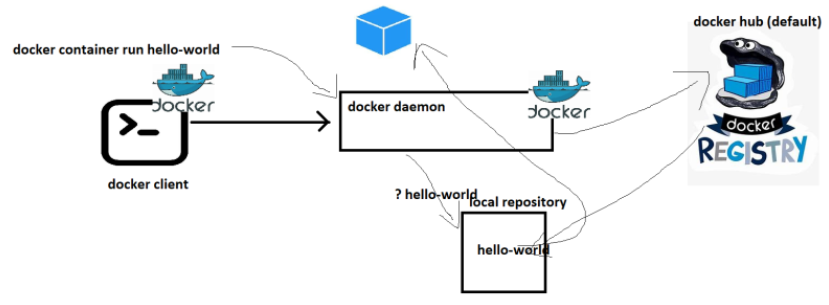 docker hub (default)
docker container run hello-world
docker
docker
docker daemon
docker
REGISTRY
docker client
? hello-world
local repository
hello-world